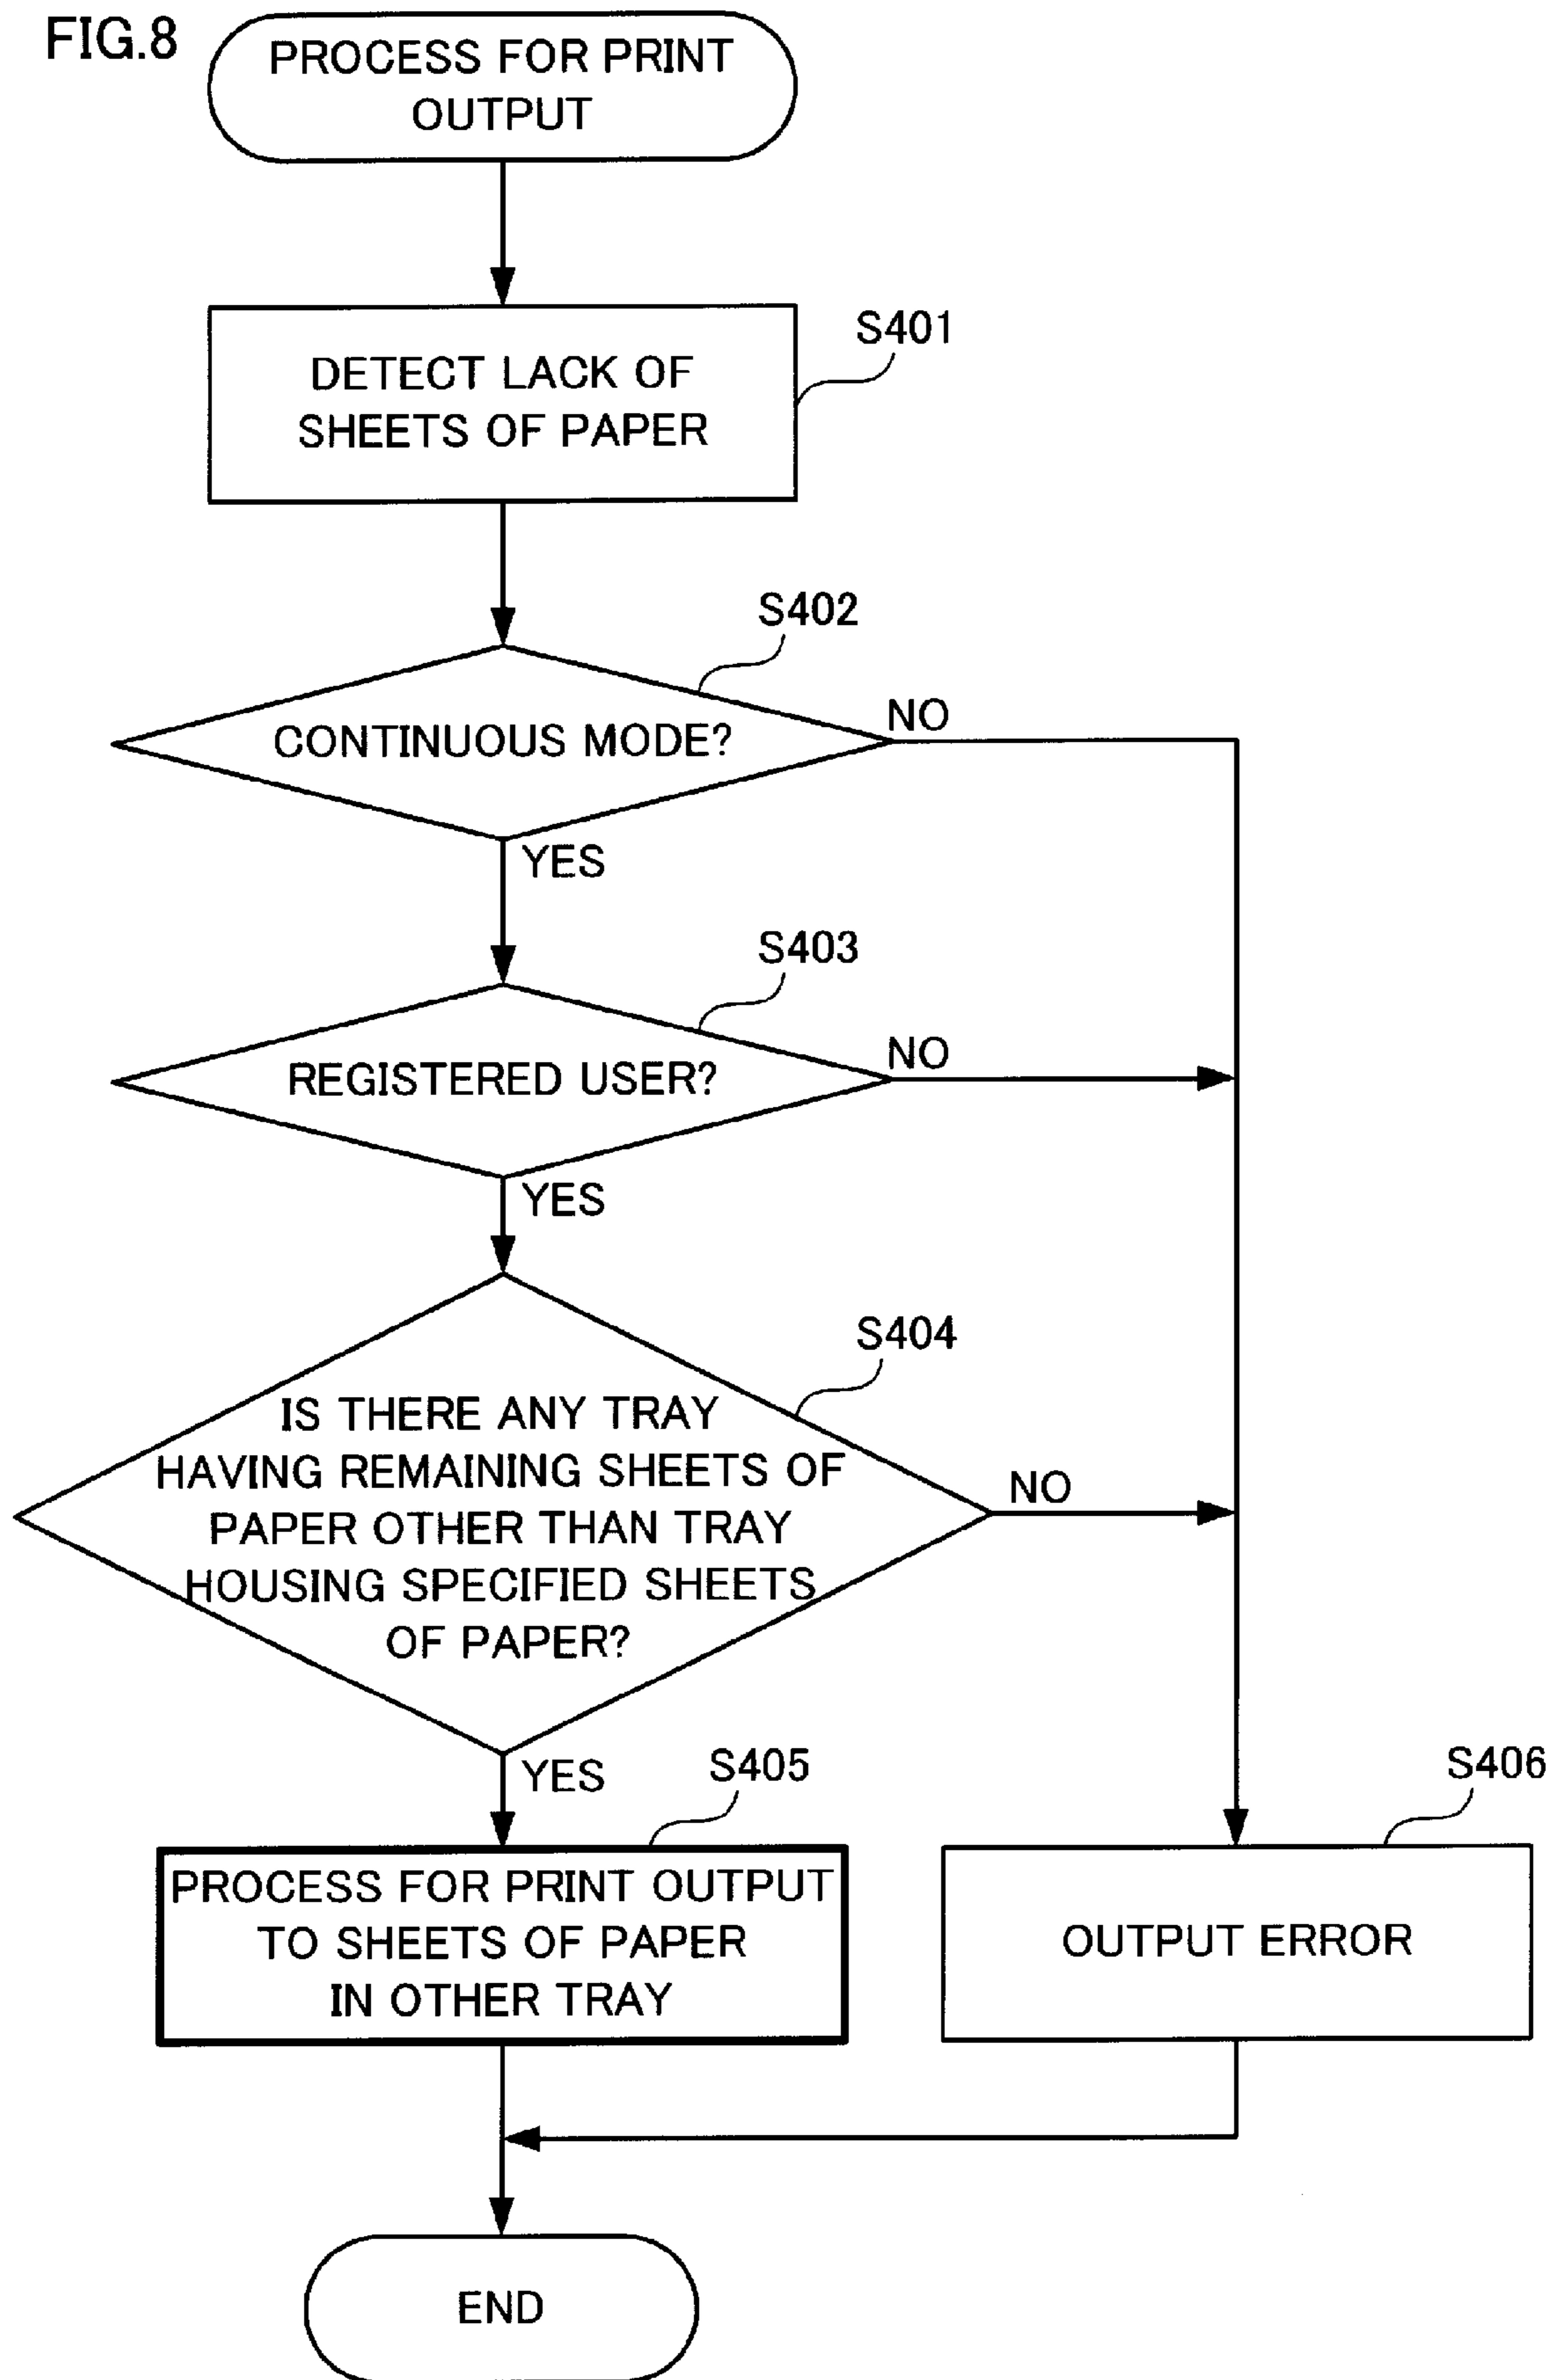 FIG.8
PROCESS FOR PRINT
OUTPUT
S401
DETECT LACK OF
SHEETS OF PAPER
S402
CONTINUOUS MODE?
NO
YES
S403
REGISTERED USER?
NO
YES
S404
IS THERE ANY TRAY
HAVING REMAINING SHEETS OF
PAPER OTHER THAN TRAY
HOUSING SPECIFIED SHEETS
OF PAPER?
NO
YES
S405
PROCESS FOR PRINT OUTPUT
TO SHEETS OF PAPER
IN OTHER TRAY
S406
OUTPUT ERROR
END